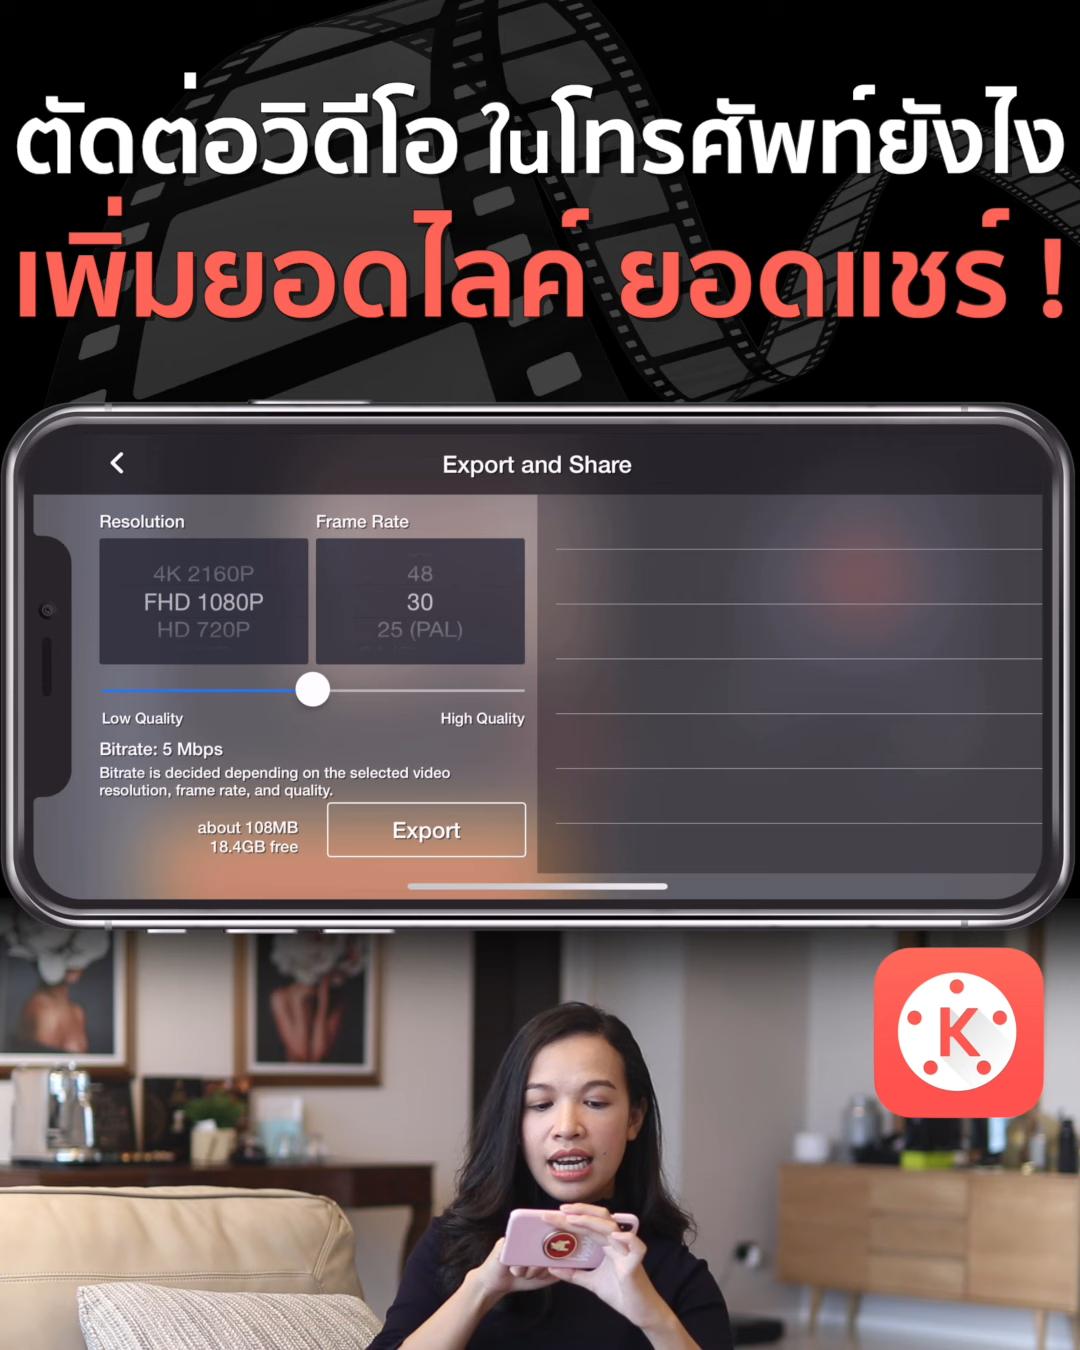 ตัดต่อวิดีโอ ในโทรศัพท์ยังไง
เพิ่มยอดไลค์ ยอดแชร์ !
Export and Share
Resolution
Frame Rate
4K 2160P
FHD 1080P
HD 720P
48
30
25 (PAL)
Low Quality
High Quality
Bitrate: 5 Mbps
Bitrate is decided depending on the selected video
resolution, frame rate, and quality.
about 108MB
18.4GB free
Export
K